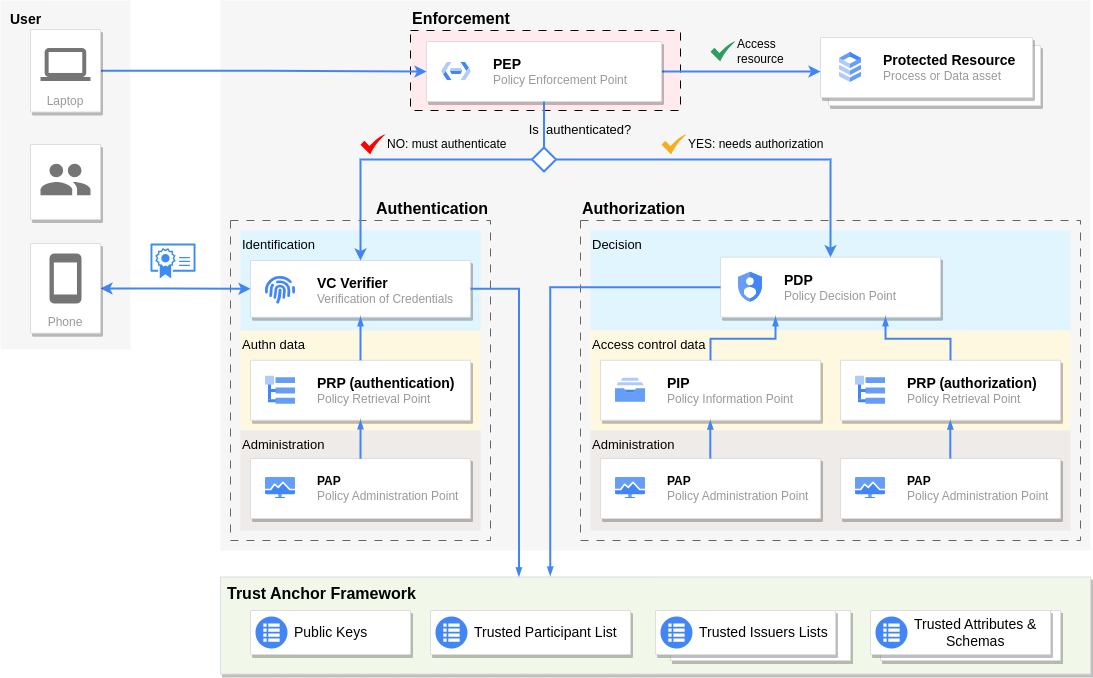 User
Laptop
Phone
Enforcement
PEP
Policy Enforcement Point
Access
resource
Protected Resource
Process or Data asset
Is authenticated?
NO: must authenticate
YES: needs authorization
Authentication
Identification
VC Verifier
Verification of Credentials
Authn data
PRP (authentication)
Policy Retrieval Point
Administration
PAP
Policy Administration Point
Authorization
Decision
PDP
Policy Decision Point
Access control data
PIP
Policy Information Point
PRP (authorization)
Policy Retrieval Point
Administration
PAP
Policy Administration Point
PAP
Policy Administration Point
Trust Anchor Framework
Public Keys
Trusted Participant List
Trusted Issuers Lists
Trusted Attributes &
Schemas